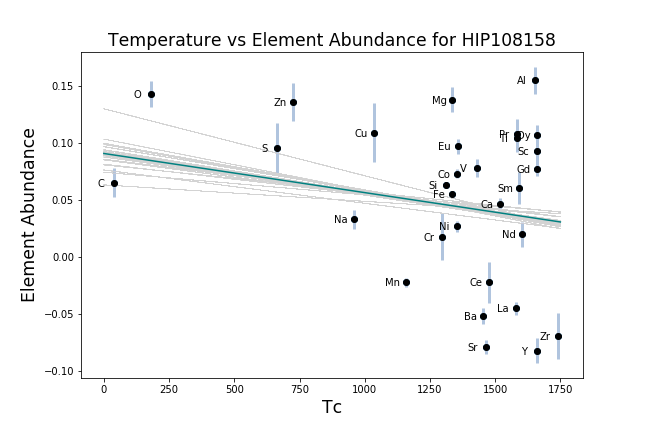 Temperature vs Element Abundance for HIP108158
Element Abundance
0.15
0.10
0.05
0.00
−0.05
−0.10
Al
O
Mg
Zn
Cu
Pr
Dy
Ti
Eu
S
Sc
V
Gd
Co
C
Si
Sm
Fe
Ca
Na
Ni
Nd
Cr
Mn
Ce
La
Ba
Zr
Sr
Y
0 250 500 750 1000 1250 1500 1750
Tc